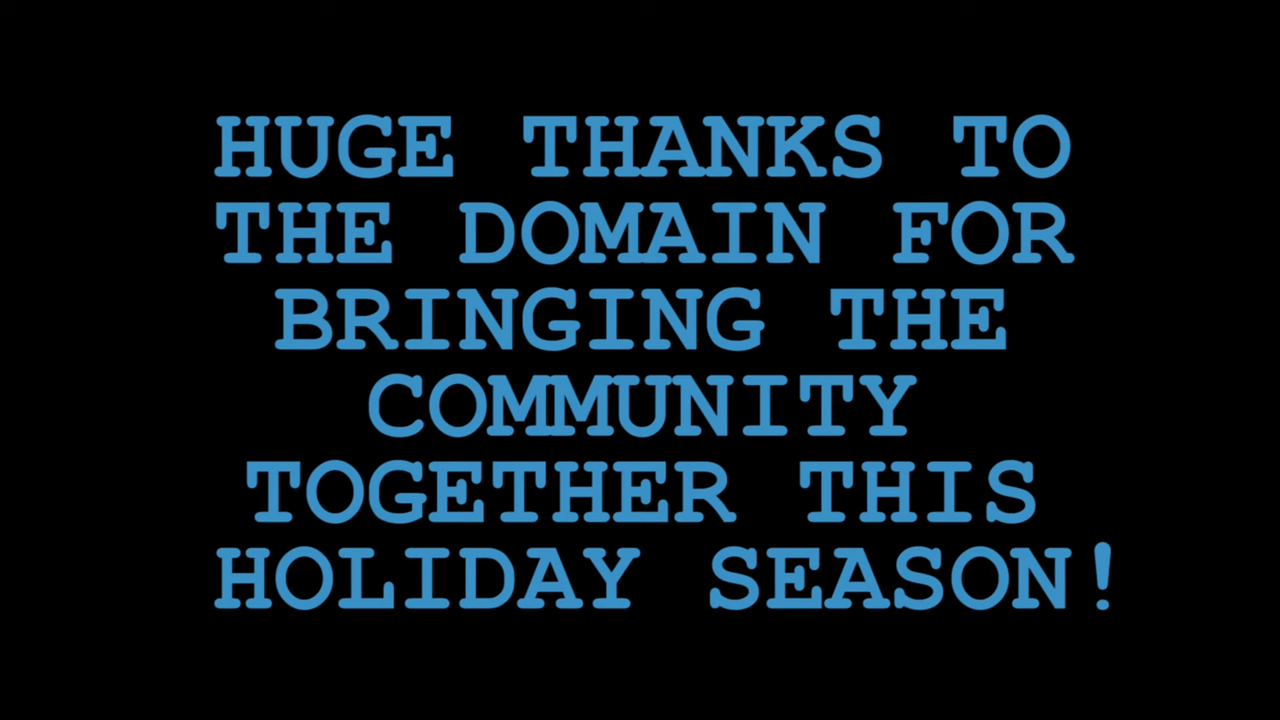 HUGE THANKS TO
THE DOMAIN FOR
BRINGING THE
COMMUNITY
TOGETHER THIS
HOLIDAY SEASON!